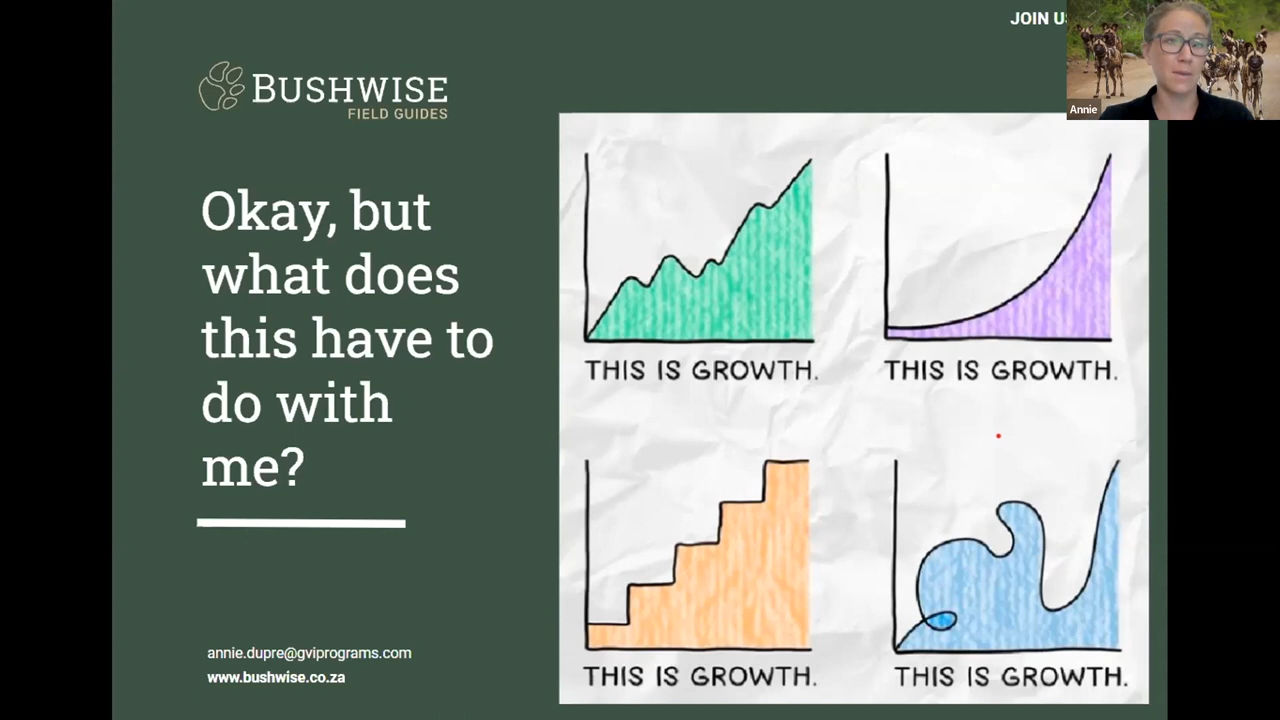 JOIN US
Annie
BUSHWISE
FIELD GUIDES
Okay, but
what does
this have to
do with
me?
THIS IS GROWTH.
THIS IS GROWTH.
THIS IS GROWTH.
THIS IS GROWTH.
annie.dupre@gviprograms.com
www.bushwise.co.za